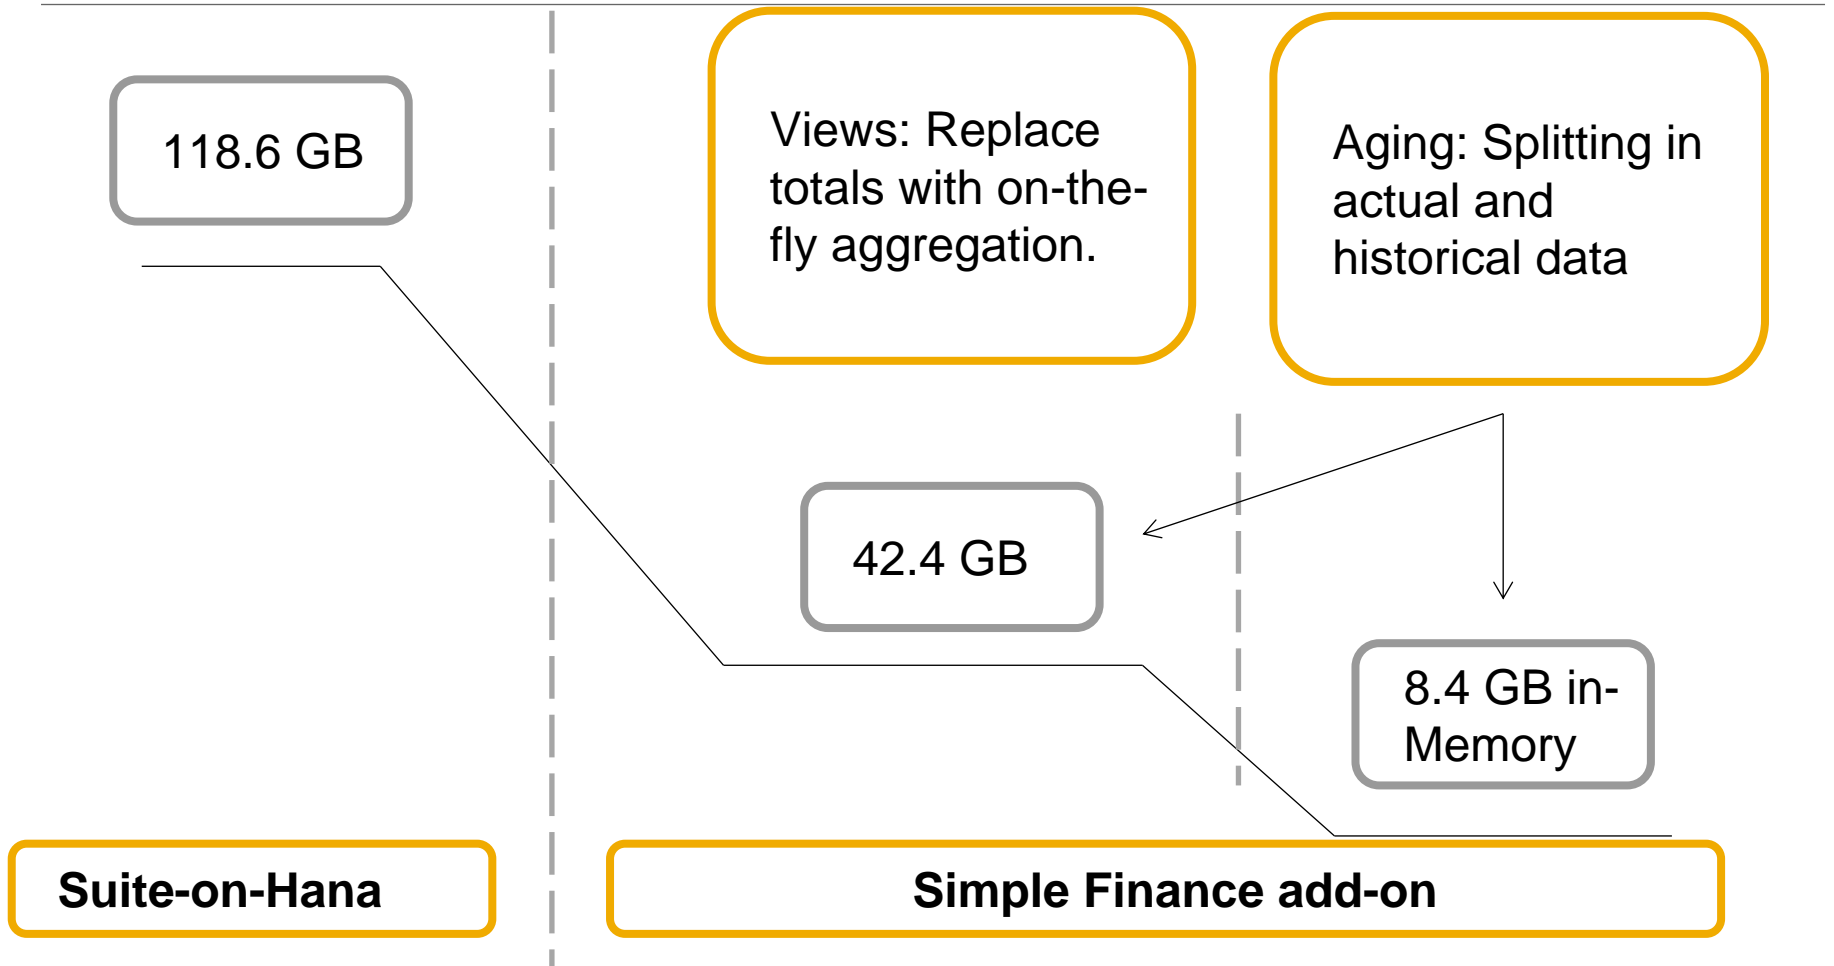 118.6 GB
Views: Replace
totals with on-the-
fly aggregation.
Aging: Splitting in
actual and
historical data
42.4 GB
8.4 GB in-
Memory
Suite-on-Hana
Simple Finance add-on